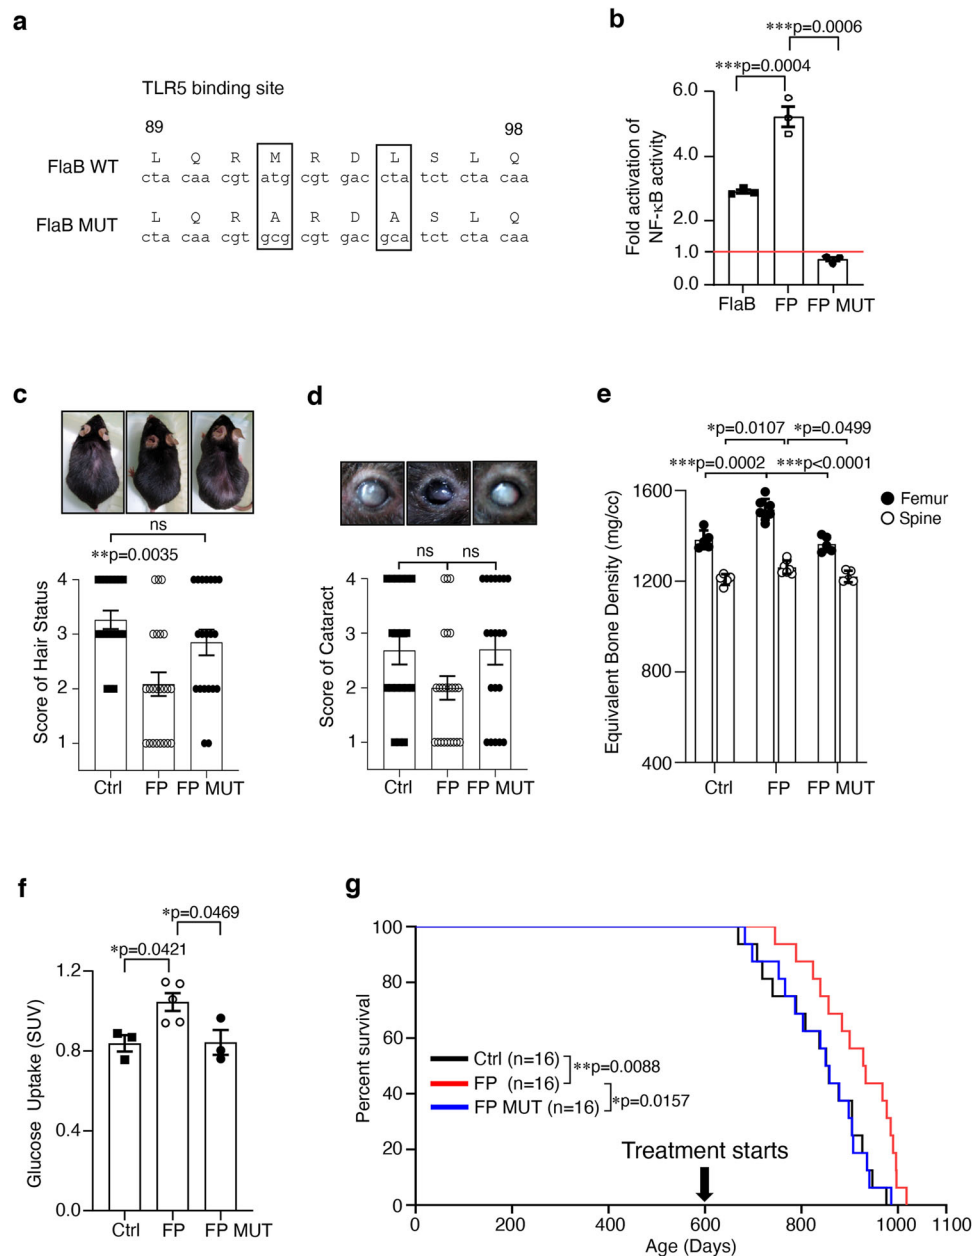 a
TLR5 binding site
89 98
L Q R M R D L S L Q
FlaB WT
cta caa cgt atg cgt gac cta tct cta caa
L Q R A R D A S L Q
FlaB MUT
cta caa cgt gcg cgt gac gca tct cta caa
b
***p=0.0006
***p=0.0004
Fold activation of
NF-κB activity
6.0
4.0
2.0
1.0
0.0
FlaB FP FP MUT
c
ns
**p=0.0035
Score of Hair Status
4
3
2
1
Ctrl FP FP MUT
d
ns ns
Score of Cataract
4
3
2
1
Ctrl FP FP MUT
e
*p=0.0107 *p=0.0499
***p=0.0002 ***p<0.0001
Equivalent Bone Density (mg/cc)
1600
1200
800
400
Femur
Spine
Ctrl FP FP MUT
f
*p=0.0469
*p=0.0421
Glucose Uptake (SUV)
1.2
0.8
0.4
0.0
Ctrl FP FP MUT
g
Percent survival
100
80
60
40
20
0
Ctrl (n=16)
**p=0.0088
FP (n=16)
*p=0.0157
FP MUT (n=16)
Treatment starts
0 200 400 600 800 1000 1100
Age (Days)